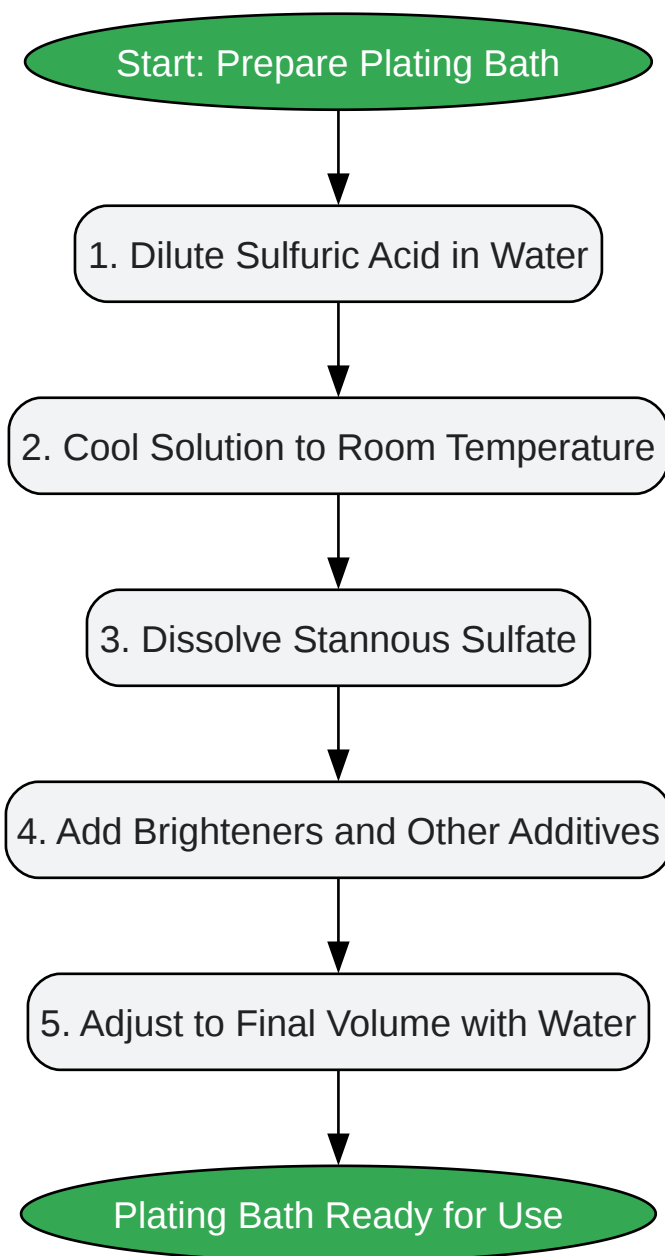 Start: Prepare Plating Bath
1. Dilute Sulfuric Acid in Water
2. Cool Solution to Room Temperature
3. Dissolve Stannous Sulfate
4. Add Brighteners and Other Additives
5. Adjust to Final Volume with Water
Plating Bath Ready for Use